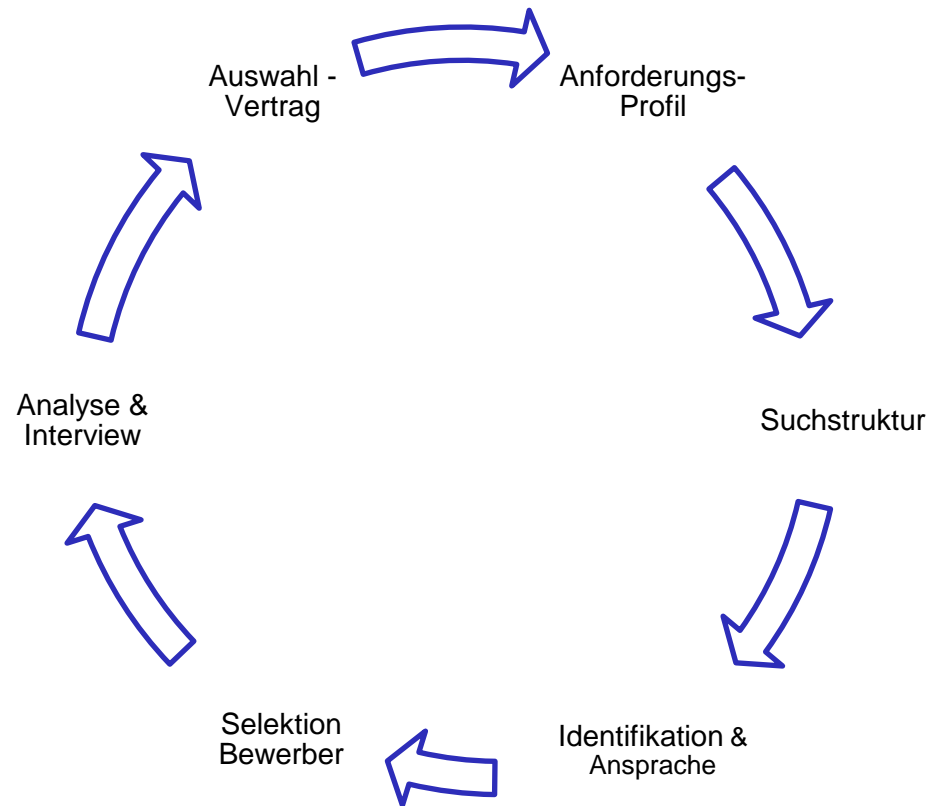 Auswahl -
Vertrag
Anforderungs-
Profil
Suchstruktur
Identifikation &
Ansprache
Selektion
Bewerber
Analyse &
Interview